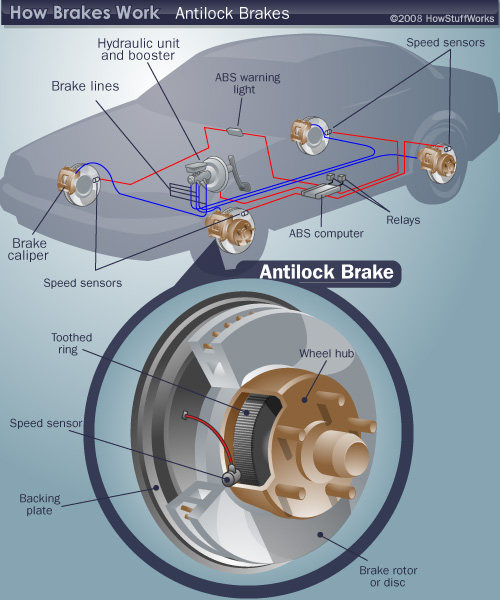 How Brakes Work Antilock Brakes
©2008 HowStuffWorks
Hydraulic unit
and booster
Speed sensors
Brake lines
ABS warning
light
Brake
caliper
Speed sensors
ABS computer
Relays
Antilock Brake
Toothed
ring
Wheel hub
Speed sensor
Backing
plate
Brake rotor
or disc